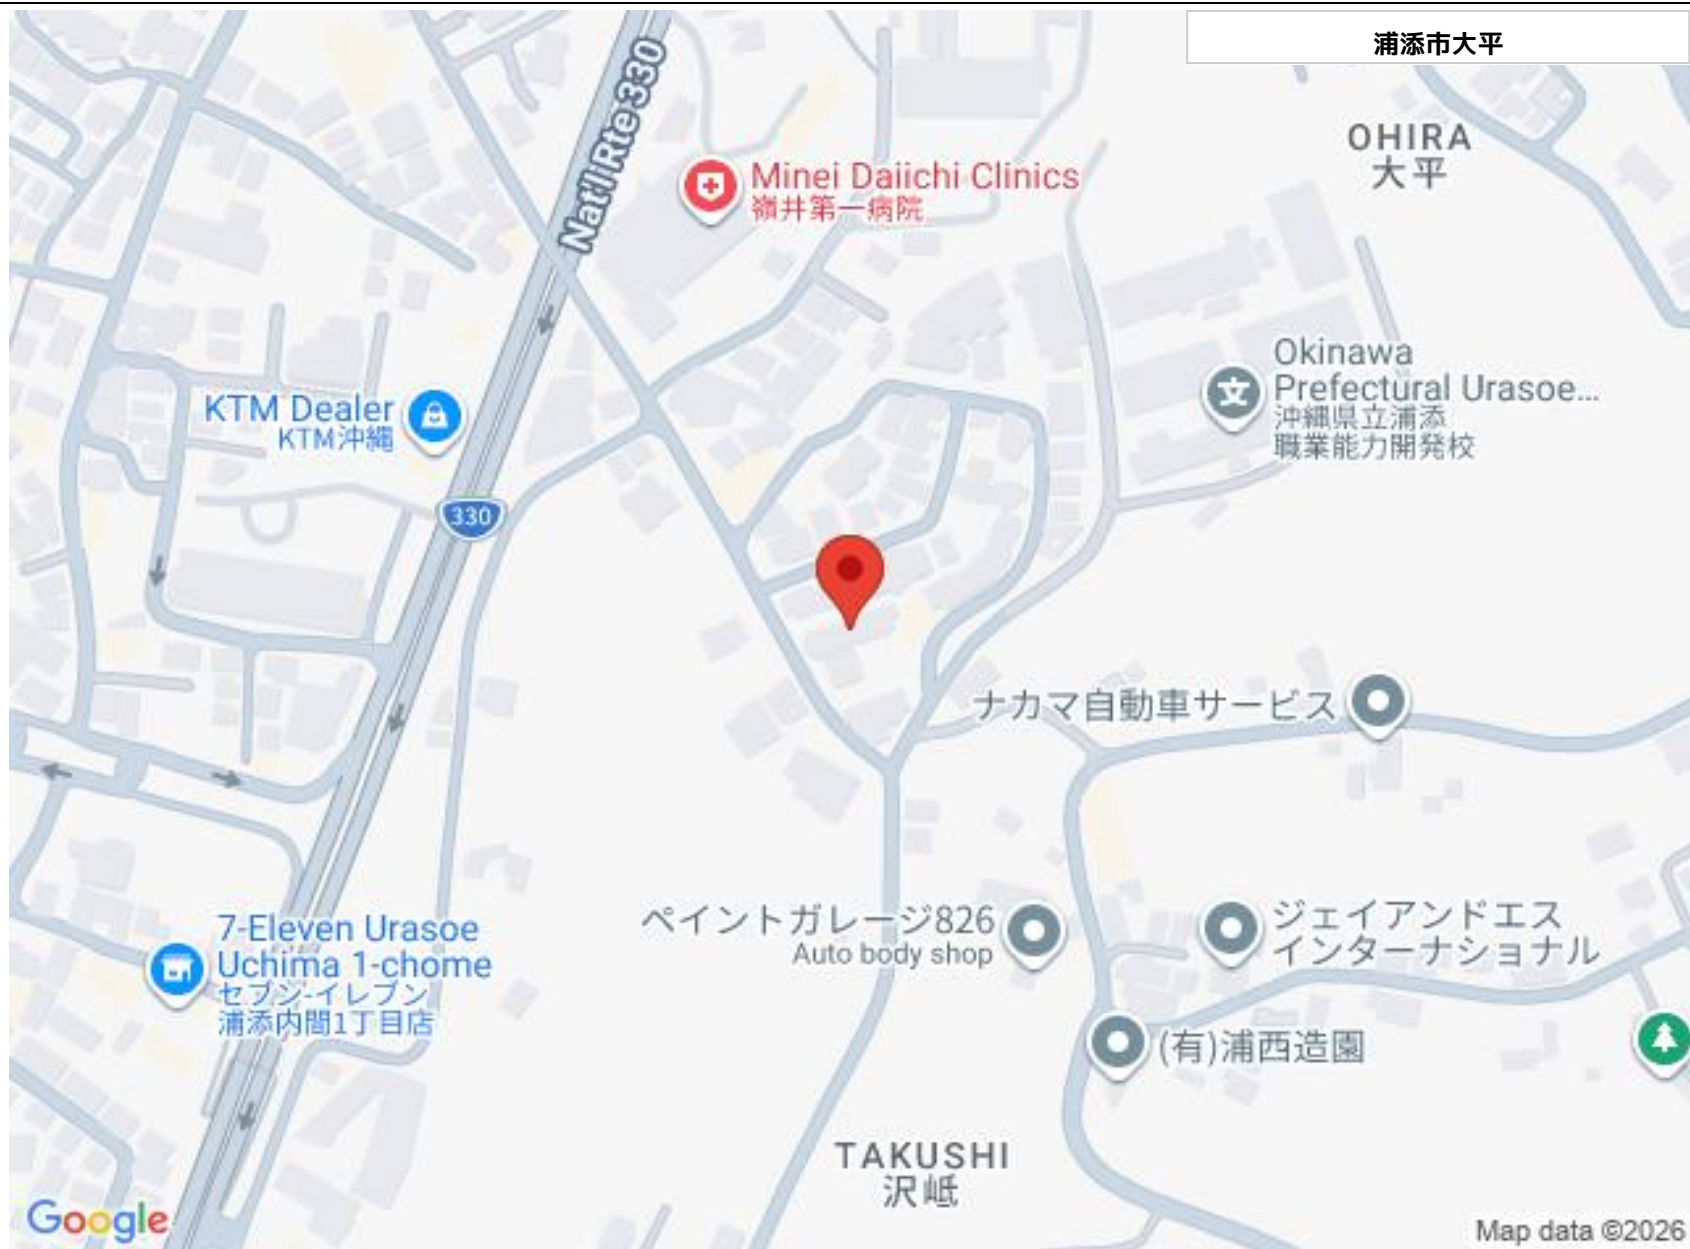 浦添市大平
Nat'l Rte 330
OHIRA
大平
Minei Daiichi Clinics
嶺井第一病院
Okinawa
Prefectural Urasoe...
沖縄県立浦添
職業能力開発校
KTM Dealer
KTM沖縄
330
ナカマ自動車サービス
7-Eleven Urasoe
Uchima 1-chome
セブン-イレブン
浦添内間1丁目店
ペイントガレージ826
Auto body shop
ジェイアンドエス
インターナショナル
(有)浦西造園
TAKUSHI
沢岻
Google
Map data ©2026